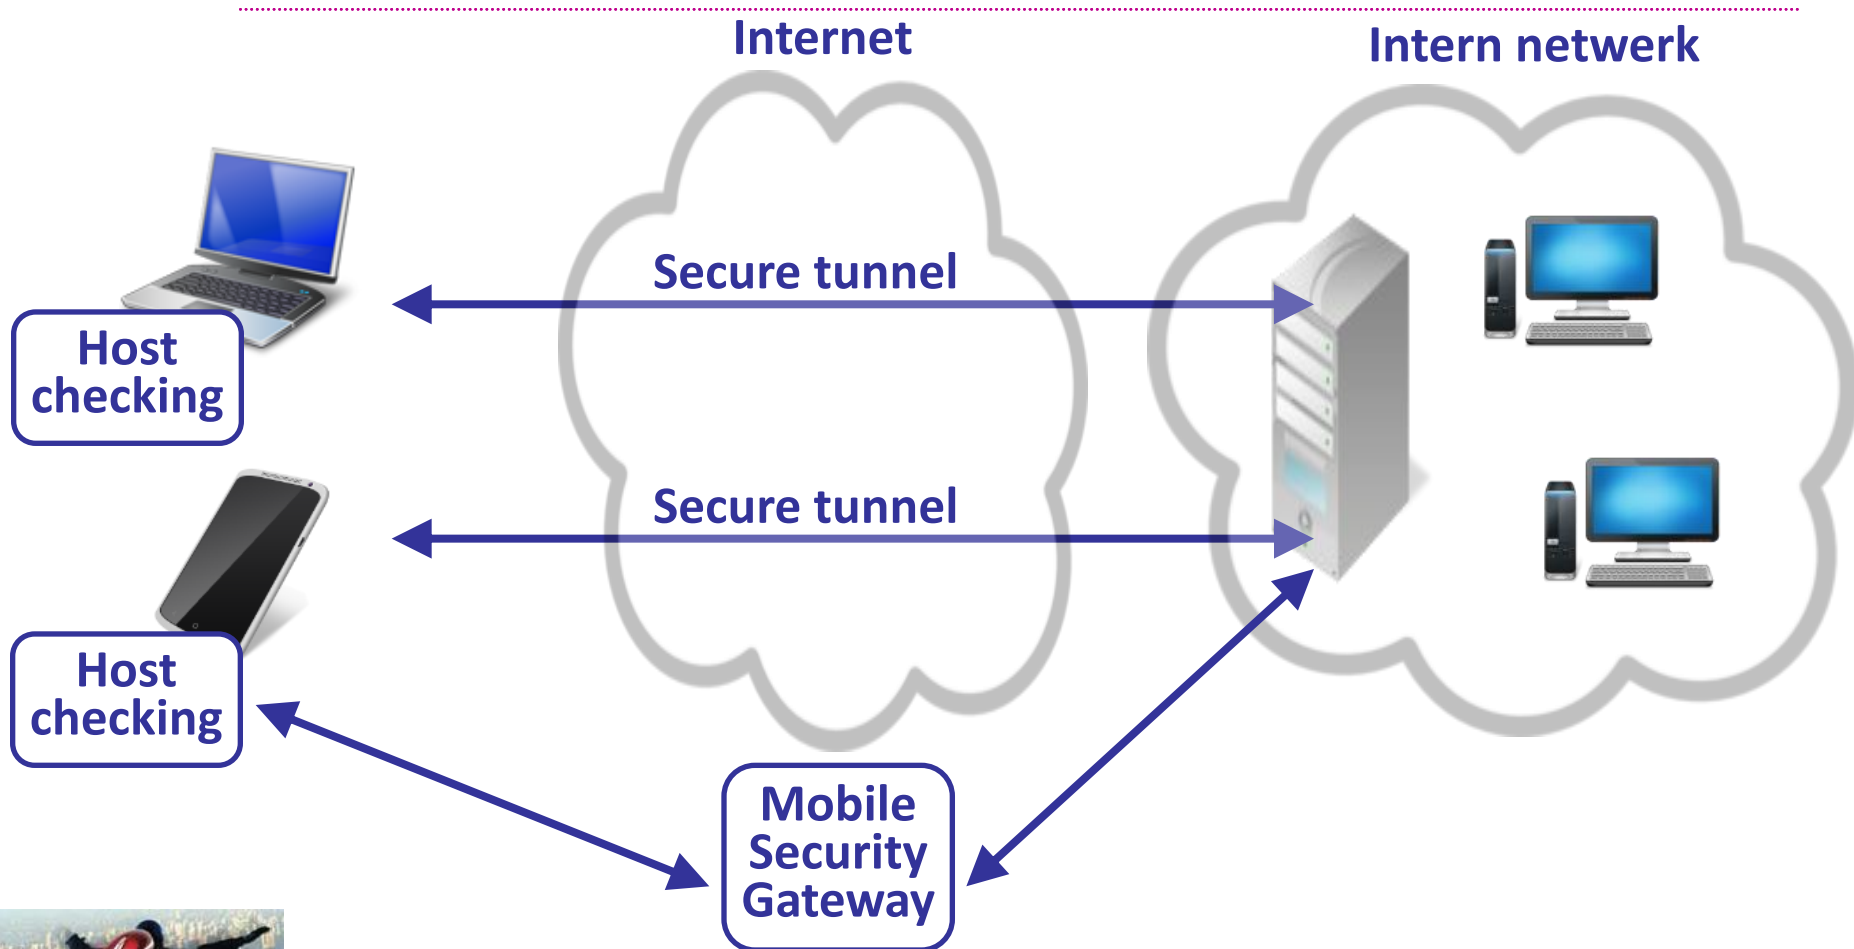 Internet
Intern netwerk
Secure tunnel
Host
checking
Secure tunnel
Host
checking
Mobile
Security
Gateway